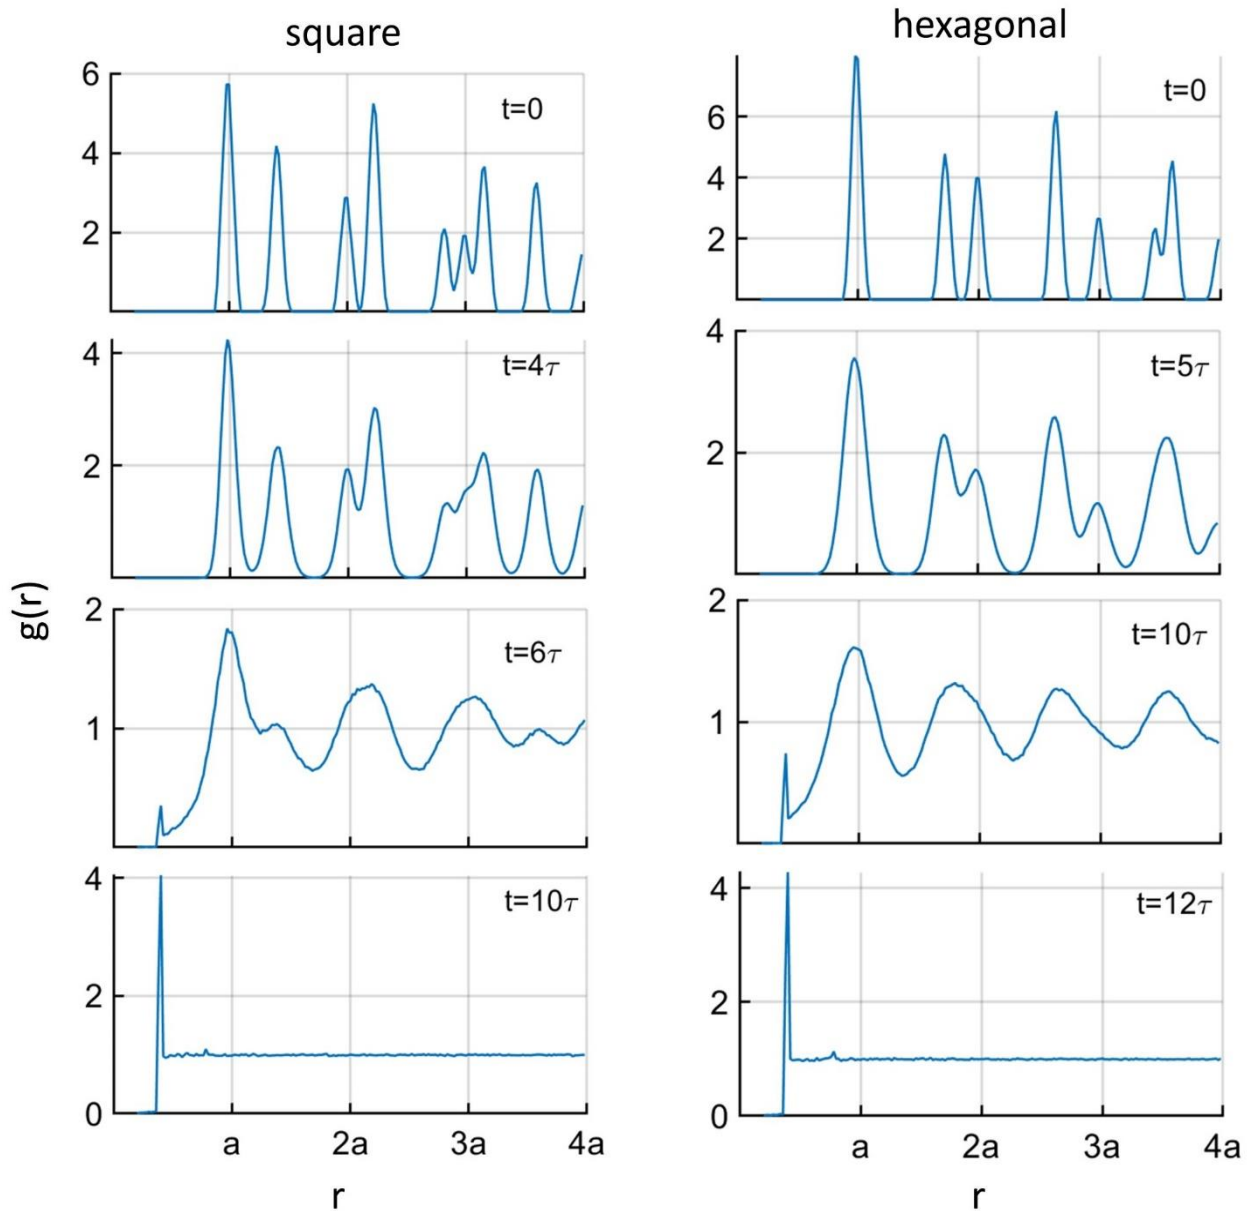 square
hexagonal
6
4
2
t=0
6
4
2
t=0
4
2
t=4τ
4
2
t=5τ
g(r)
2
1
t=6τ
2
1
t=10τ
4
2
0
t=10τ
a 2a 3a 4a
r
4
2
0
t=12τ
a 2a 3a 4a
r